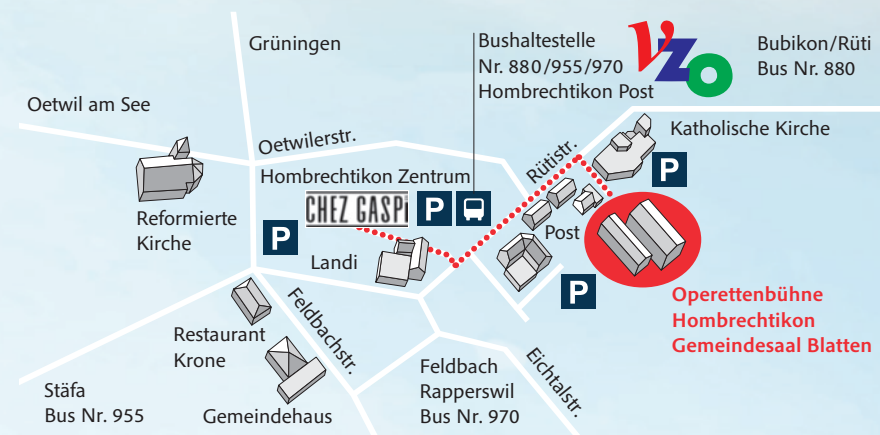 Grüningen
Bushaltestelle
Nr. 880/955/970
Hombrechtikon Post
VZO
Bubikon/Rüti
Bus Nr. 880
Oetwil am See
Oetwilerstr.
Rütistr.
Katholische Kirche
P
Hombrechtikon Zentrum
CHEZ GASPI
P
Reformierte
Kirche
P
Landi
Post
P
Operettenbühne
Hombrechtikon
Gemeindesaal Blatten
Restaurant
Krone
Feldbachstr.
Gemeindehaus
Feldbach
Rapperswil
Bus Nr. 970
Eichtalstr.
Stäfa
Bus Nr. 955